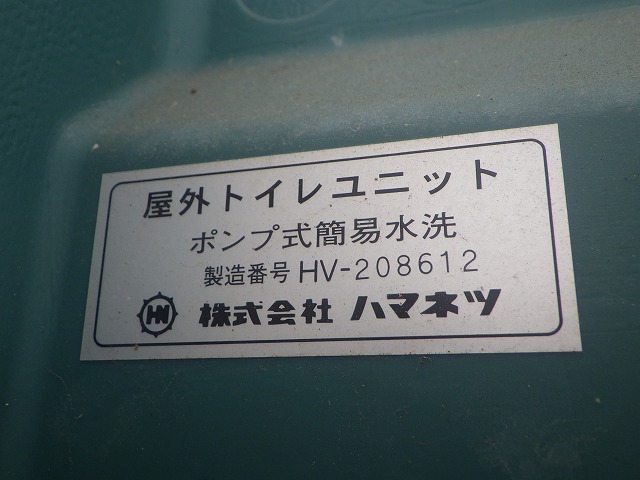 屋外トイレユニット
ポンプ式簡易水洗
製造番号 HV-208612
HN 株式会社 ハマネツ